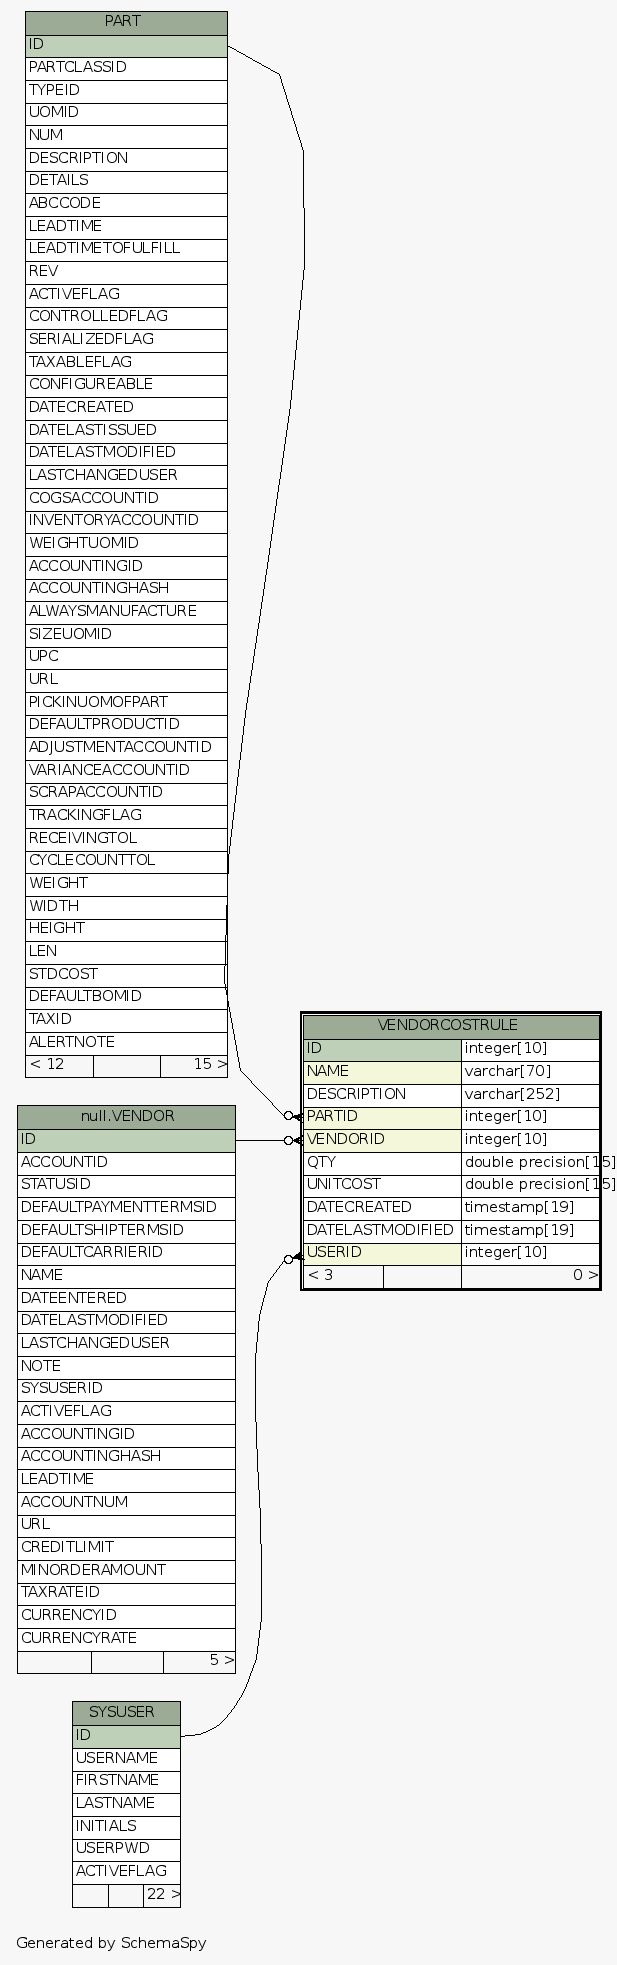 PART
ID
PARTCLASSID
TYPEID
UOMID
NUM
DESCRIPTION
DETAILS
ABCCODE
LEADTIME
LEADTIMETOFULFILL
REV
ACTIVEFLAG
CONTROLLEDFLAG
SERIALIZEDFLAG
TAXABLEFLAG
CONFIGUREABLE
DATECREATED
DATELASTISSUED
DATELASTMODIFIED
LASTCHANGEDUSER
COGSACCOUNTID
INVENTORYACCOUNTID
WEIGHTUOMID
ACCOUNTINGID
ACCOUNTINGHASH
ALWAYSMANUFACTURE
SIZEUOMID
UPC
URL
PICKINUOMOFPART
DEFAULTPRODUCTID
ADJUSTMENTACCOUNTID
VARIANCEACCOUNTID
SCRAPACCOUNTID
TRACKINGFLAG
RECEIVINGTOL
CYCLECOUNTTOL
WEIGHT
WIDTH
HEIGHT
LEN
STDCOST
DEFAULTBOMID
TAXID
ALERTNOTE
< 12 15 >
VENDORCOSTRULE
ID integer[10]
NAME varchar[70]
DESCRIPTION varchar[252]
PARTID integer[10]
VENDORID integer[10]
QTY double precision[15]
UNITCOST double precision[15]
DATECREATED timestamp[19]
DATELASTMODIFIED timestamp[19]
USERID integer[10]
< 3 0 >
null.VENDOR
ID
ACCOUNTID
STATUSID
DEFAULTPAYMENTTERMSID
DEFAULTSHIPTERMSID
DEFAULTCARRIERID
NAME
DATEENTERED
DATELASTMODIFIED
LASTCHANGEDUSER
NOTE
SYSUSERID
ACTIVEFLAG
ACCOUNTINGID
ACCOUNTINGHASH
LEADTIME
ACCOUNTNUM
URL
CREDITLIMIT
MINORDERAMOUNT
TAXRATEID
CURRENCYID
CURRENCYRATE
5 >
SYSUSER
ID
USERNAME
FIRSTNAME
LASTNAME
INITIALS
USERPWD
ACTIVEFLAG
22 >
Generated by SchemaSpy